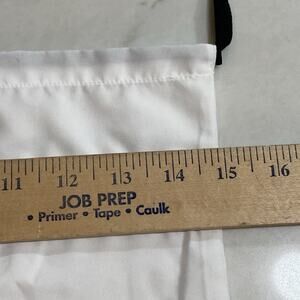 11 12 13 14 15 16
JOB PREP
• Primer • Tape • Caulk